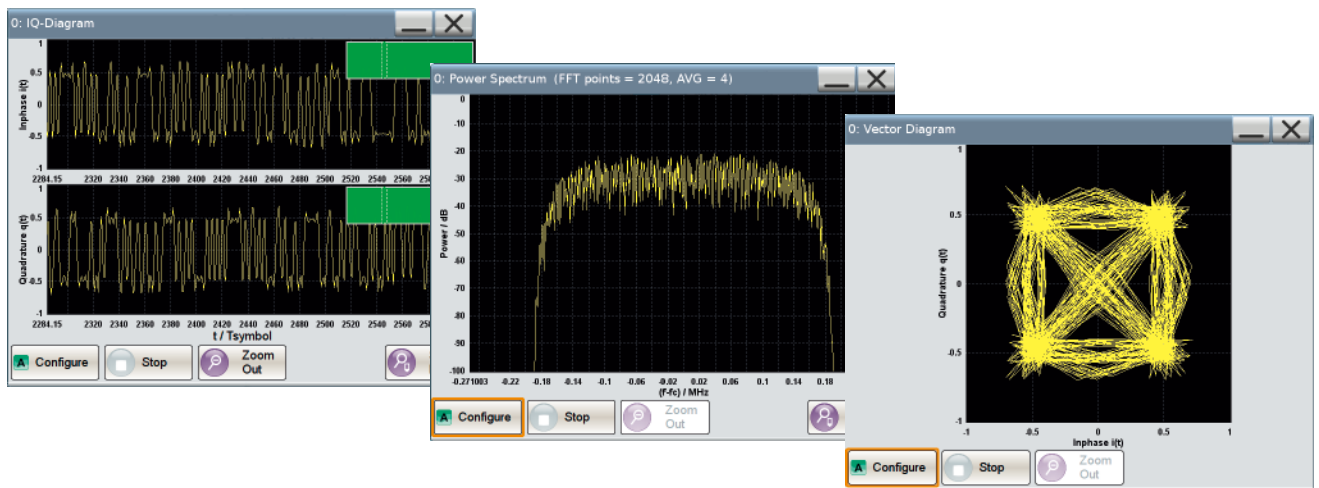 0: IQ-Diagram
1
0.5
0
-0.5
-1
Inphase i(t)
2284.15 2320 2340 2360 2380 2400 2420 2440 2460 2480 2500 2520 2540 2560
1
0.5
0
-0.5
-1
Quadrature q(t)
2284.15 2320 2340 2360 2380 2400 2420 2440 2460 2480 2500 2520 2540 2560
t / Tsymbol
A Configure
Stop
Zoom
Out
0: Power Spectrum (FFT points = 2048, AVG = 4)
0
-10
-20
-30
-40
-50
-60
-70
-80
-90
-100
Power / dB
-0.271003 -0.22 -0.18 -0.14 -0.1 -0.06 -0.02 0.02 0.06 0.1 0.14 0.18
(f-fc) / MHz
A Configure
Stop
Zoom
Out
0: Vector Diagram
1
0.5
0
-0.5
-1
Quadrature q(t)
-1 -0.5 0 0.5 1
Inphase i(t)
A Configure
Stop
Zoom
Out